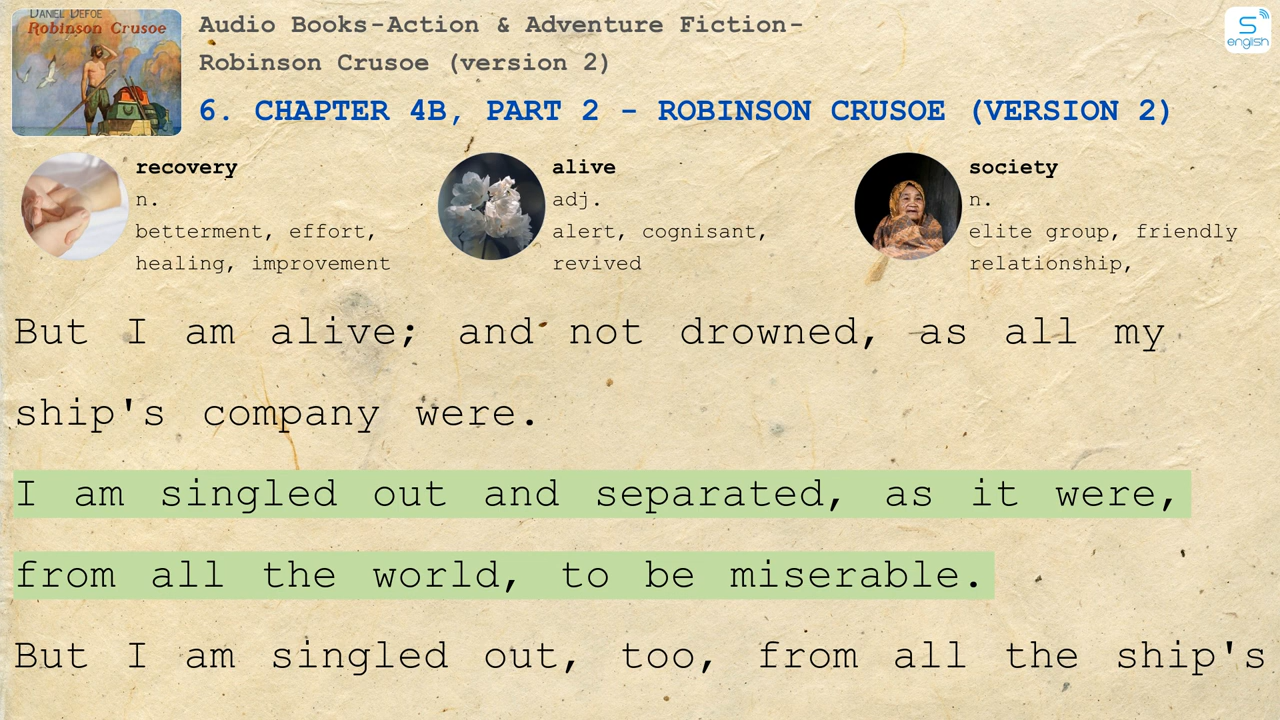 DANIEL DEFOE
Robinson Crusoe
Audio Books-Action & Adventure Fiction-
Robinson Crusoe (version 2)
6. CHAPTER 4B, PART 2 - ROBINSON CRUSOE (VERSION 2)
S
english
recovery
n.
betterment, effort,
healing, improvement
alive
adj.
alert, cognisant,
revived
society
n.
elite group, friendly
relationship,
But I am alive; and not drowned, as all my
ship's company were.
I am singled out and separated, as it were,
from all the world, to be miserable.
But I am singled out, too, from all the ship's